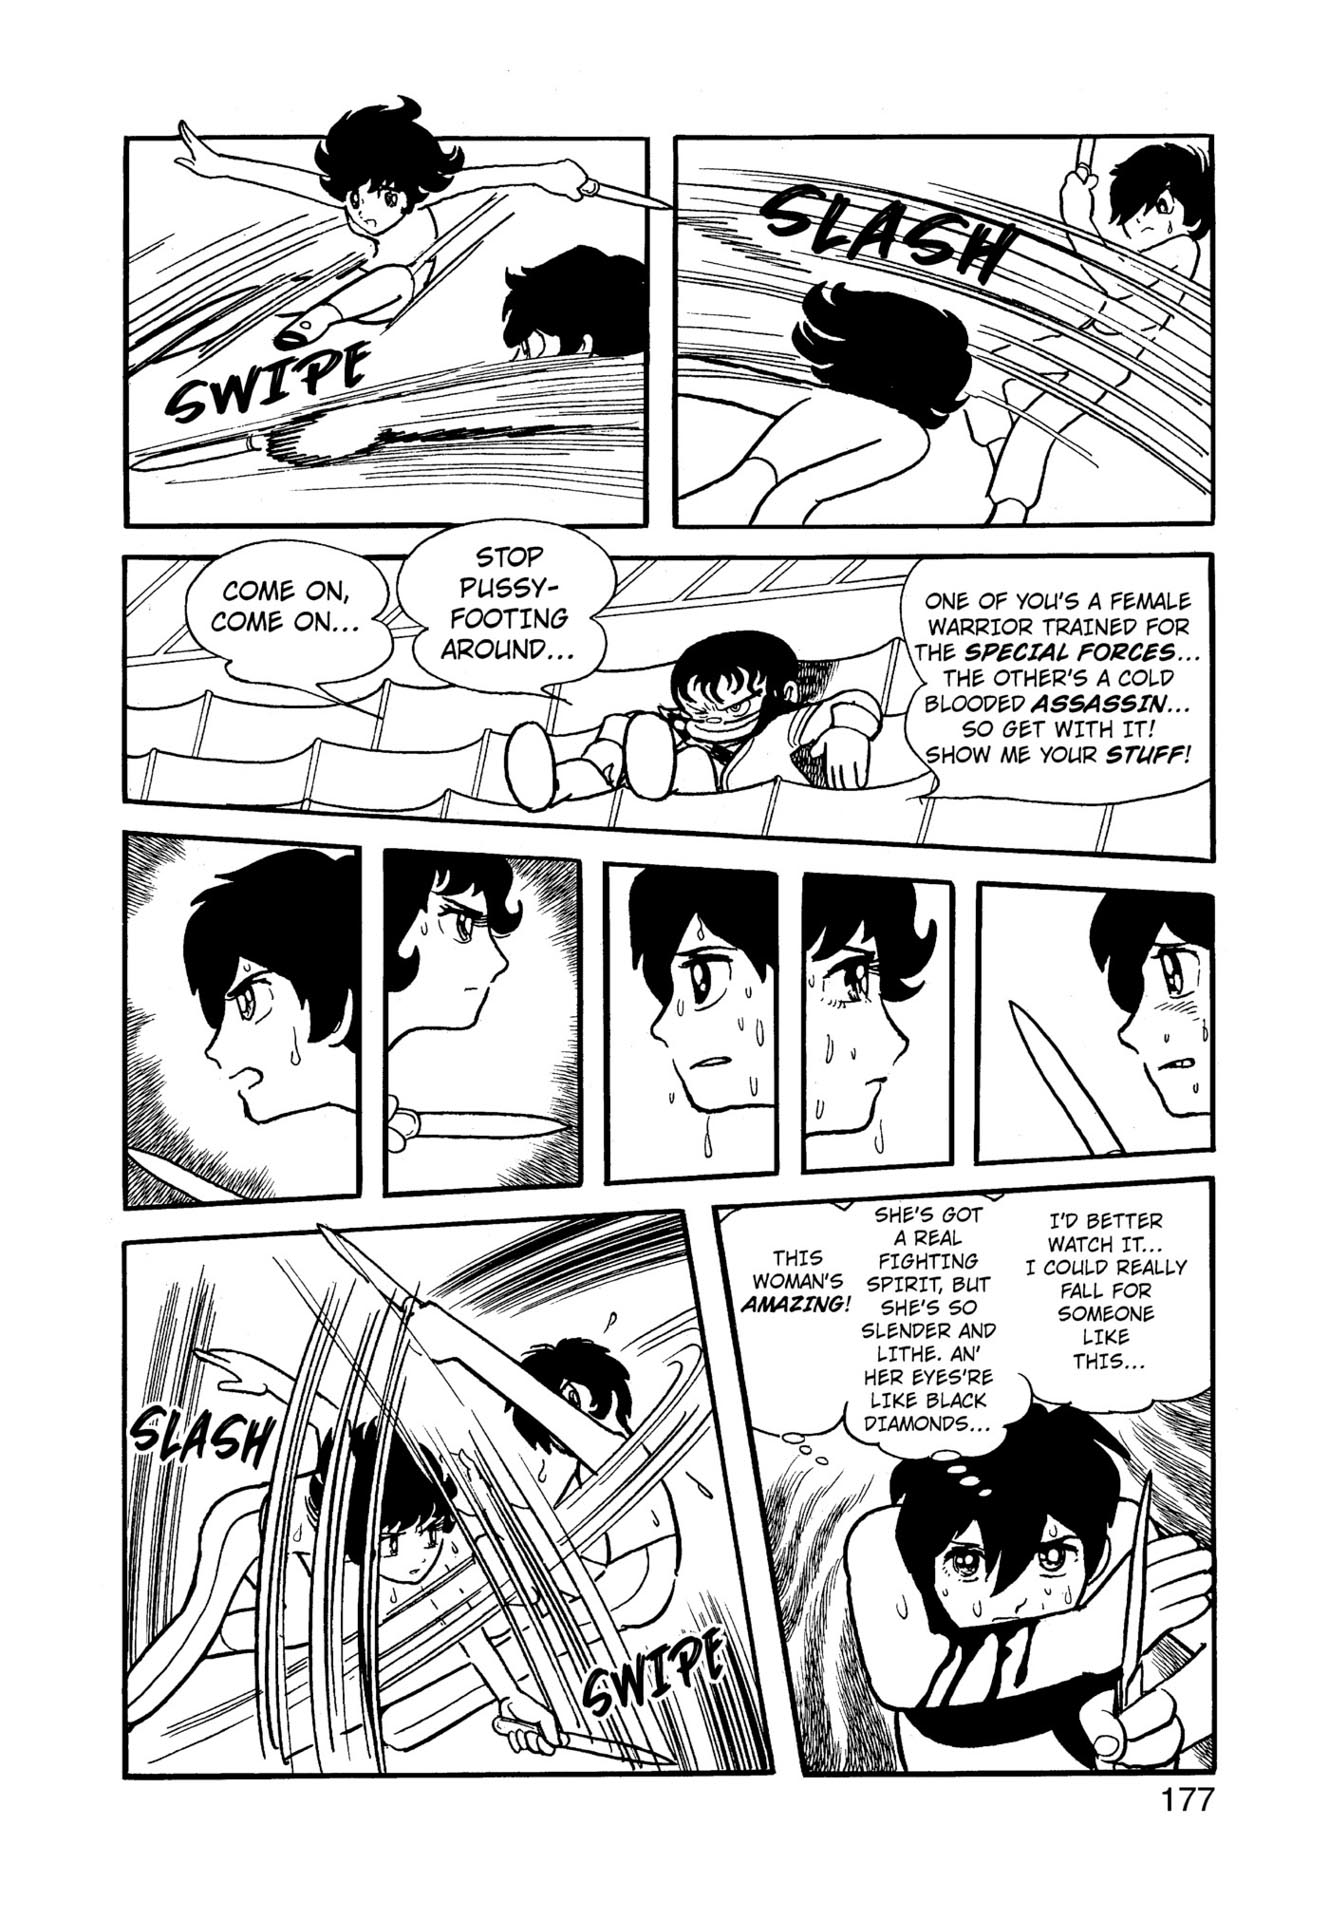 SWIPE
SLASH
COME ON,
COME ON...
STOP
PUSSY-
FOOTING
AROUND...
ONE OF YOU'S A FEMALE
WARRIOR TRAINED FOR
THE SPECIAL FORCES...
THE OTHER'S A COLD
BLOODED ASSASSIN...
SO GET WITH IT!
SHOW ME YOUR STUFF!
SLASH
SWIPE
THIS
WOMAN'S
AMAZING!
SHE'S GOT
A REAL
FIGHTING
SPIRIT, BUT
SHE'S SO
SLENDER AND
LITHE. AN'
HER EYES'RE
LIKE BLACK
DIAMONDS...
I'D BETTER
WATCH IT...
I COULD REALLY
FALL FOR
SOMEONE
LIKE
THIS...
177